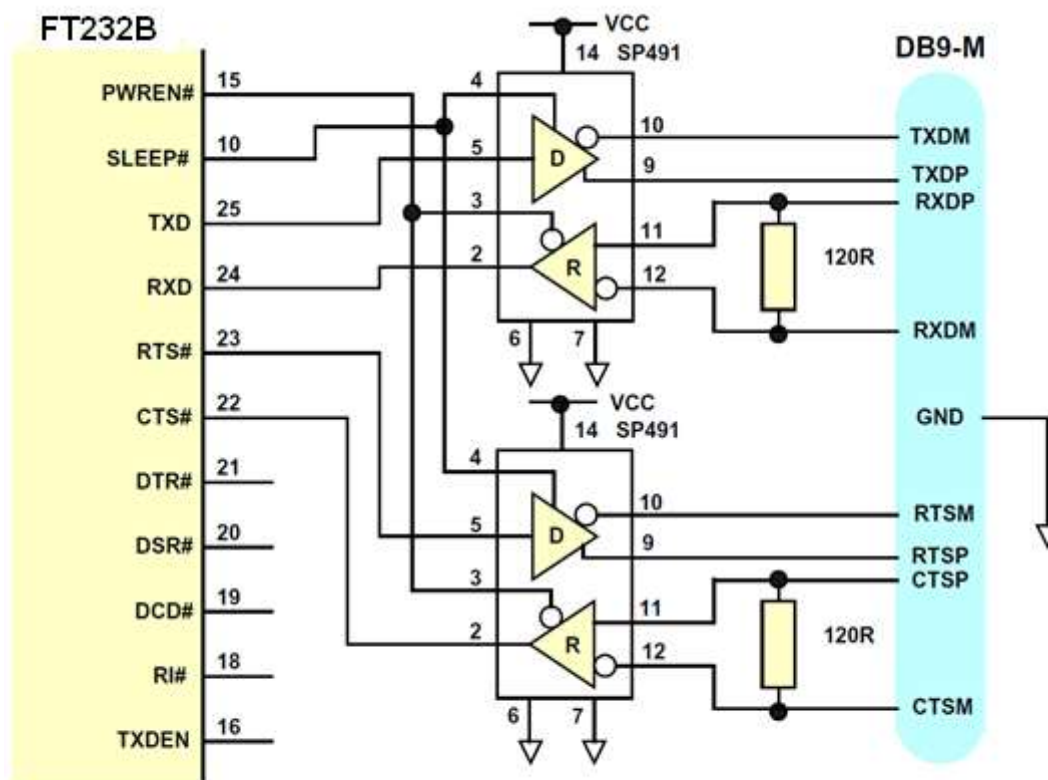 FT232B
DB9-M
VCC
14 SP491
PWREN# 15
SLEEP# 10
TXD 25
RXD 24
RTS# 23
CTS# 22
DTR# 21
DSR# 20
DCD# 19
RI# 18
TXDEN 16
4
5
D
10
9
3
2
R
11
12
6 7
TXDM
TXDP
RXDP
120R
RXDM
VCC
14 SP491
GND
4
5
D
10
9
3
2
R
11
12
6 7
RTSM
RTSP
CTSP
120R
CTSM